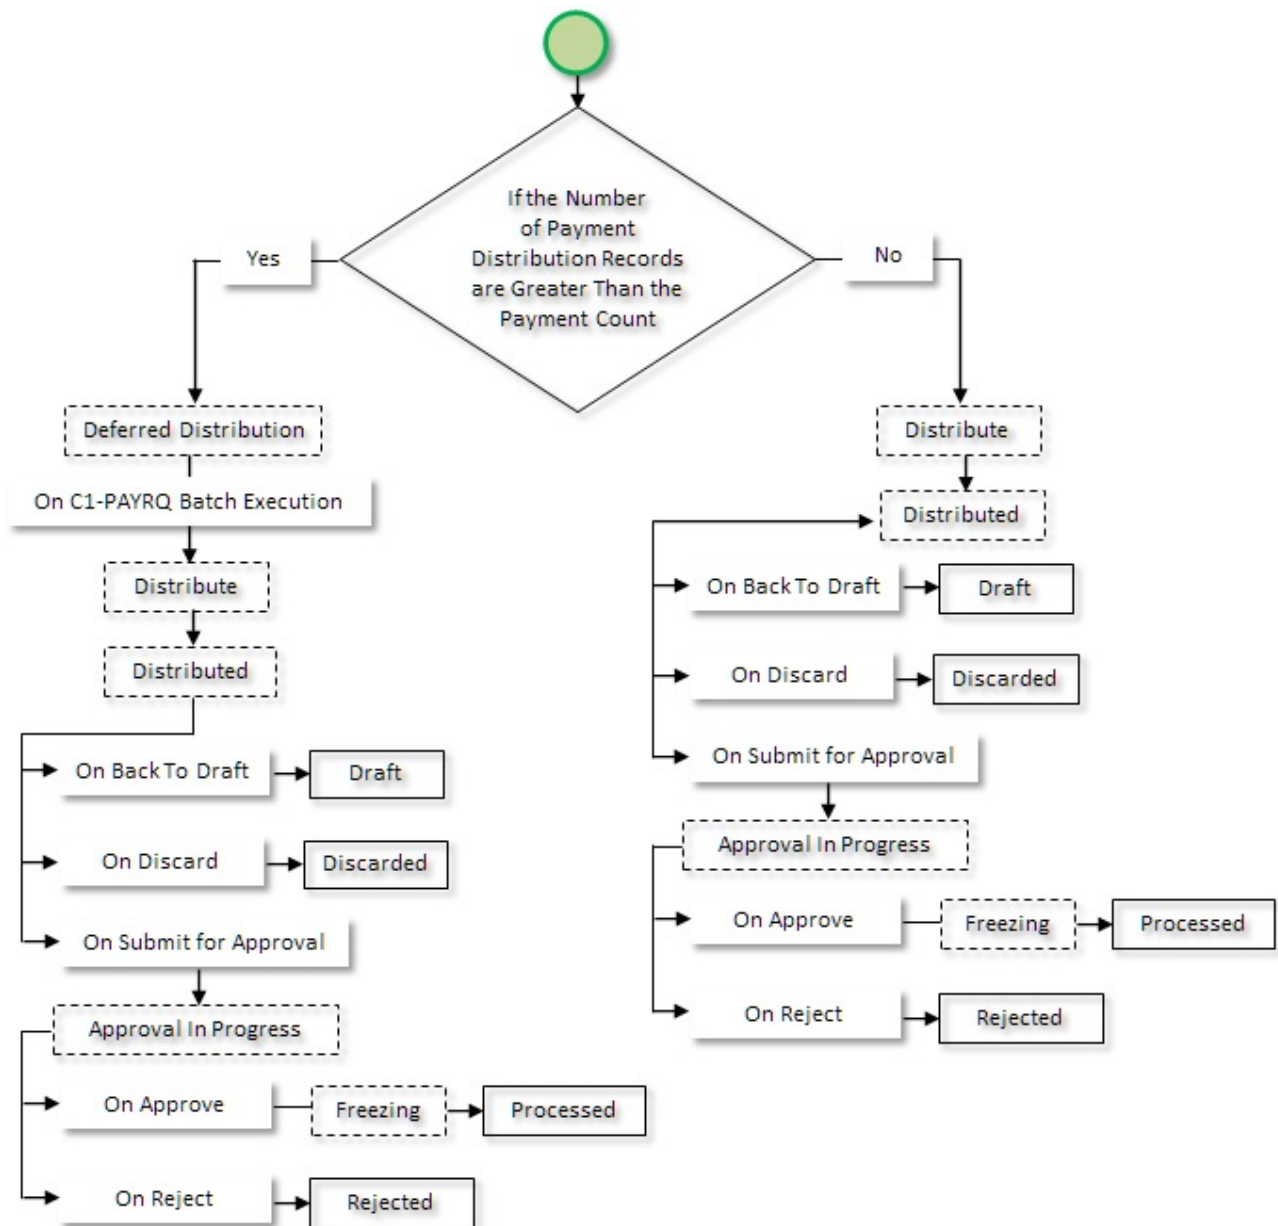 If the Number
of Payment
Distribution Records
are Greater Than the
Payment Count
Yes
No
Deferred Distribution
On C1-PAYRQ Batch Execution
Distribute
Distributed
On Back To Draft
Draft
On Discard
Discarded
On Submit for Approval
Approval In Progress
On Approve
Freezing
Processed
On Reject
Rejected
Distribute
Distributed
On Back To Draft
Draft
On Discard
Discarded
On Submit for Approval
Approval In Progress
On Approve
Freezing
Processed
On Reject
Rejected